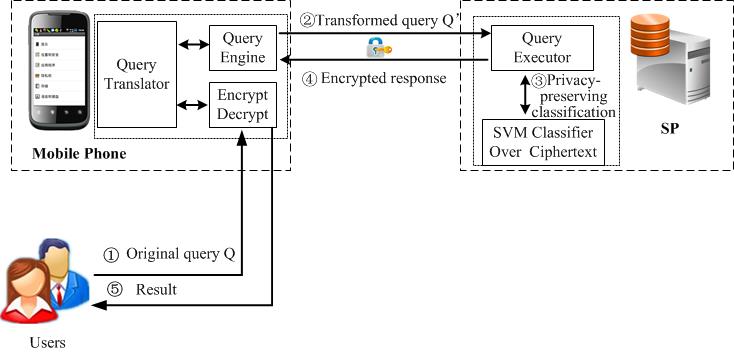 ②Transformed query Q'
Query
Translator
Query
Engine
Encrypt
Decrypt
④ Encrypted response
Query
Executor
③Privacy-
preserving
classification
SVM Classifier
Over Ciphertext
SP
Mobile Phone
① Original query Q
⑤ Result
Users